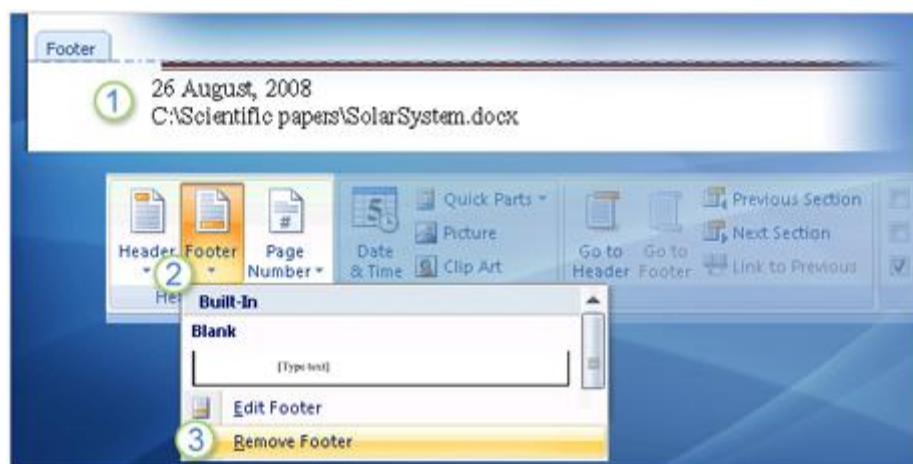 Footer
1
26 August, 2008
C:\Scientific papers\SolarSystem.docx
Header
Footer
Page
Number
#
5
Date
& Time
Quick Parts
Picture
Clip Art
Go to
Header
Go to
Footer
Previous Section
Next Section
Link to Previous
2
He
Built-In
Blank
[Type text]
Edit Footer
3
Remove Footer